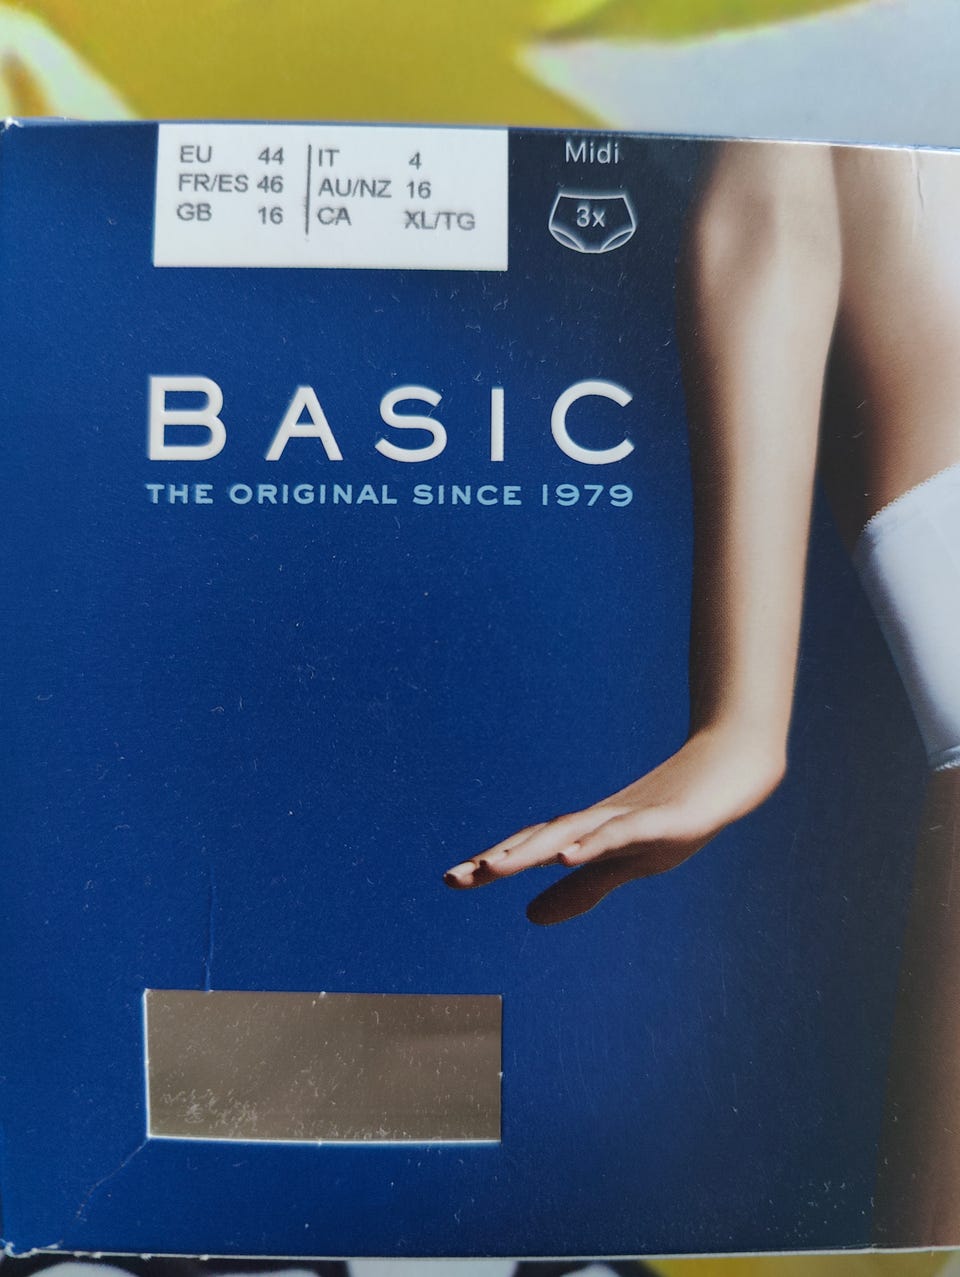 EU 44 IT 4
FR/ES 46 AU/NZ 16
GB 16 CA XL/TG
Midi
3x
BASIC
THE ORIGINAL SINCE 1979